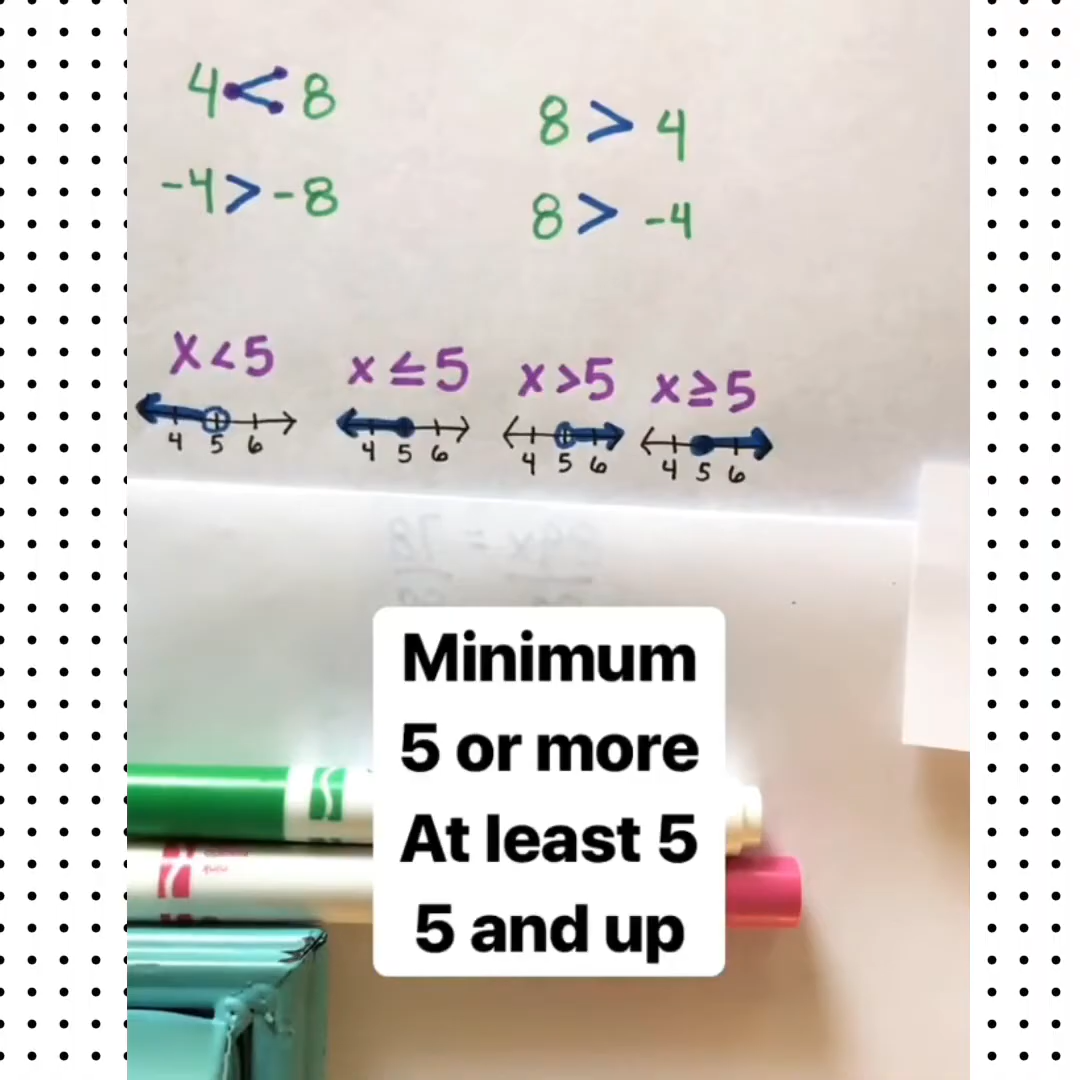 4 < 8
8 > 4
-4 > -8
8 > -4
x < 5
x ≤ 5
x > 5
x ≥ 5
4 5 6
4 5 6
4 5 6
4 5 6
78
Minimum
5 or more
At least 5
5 and up